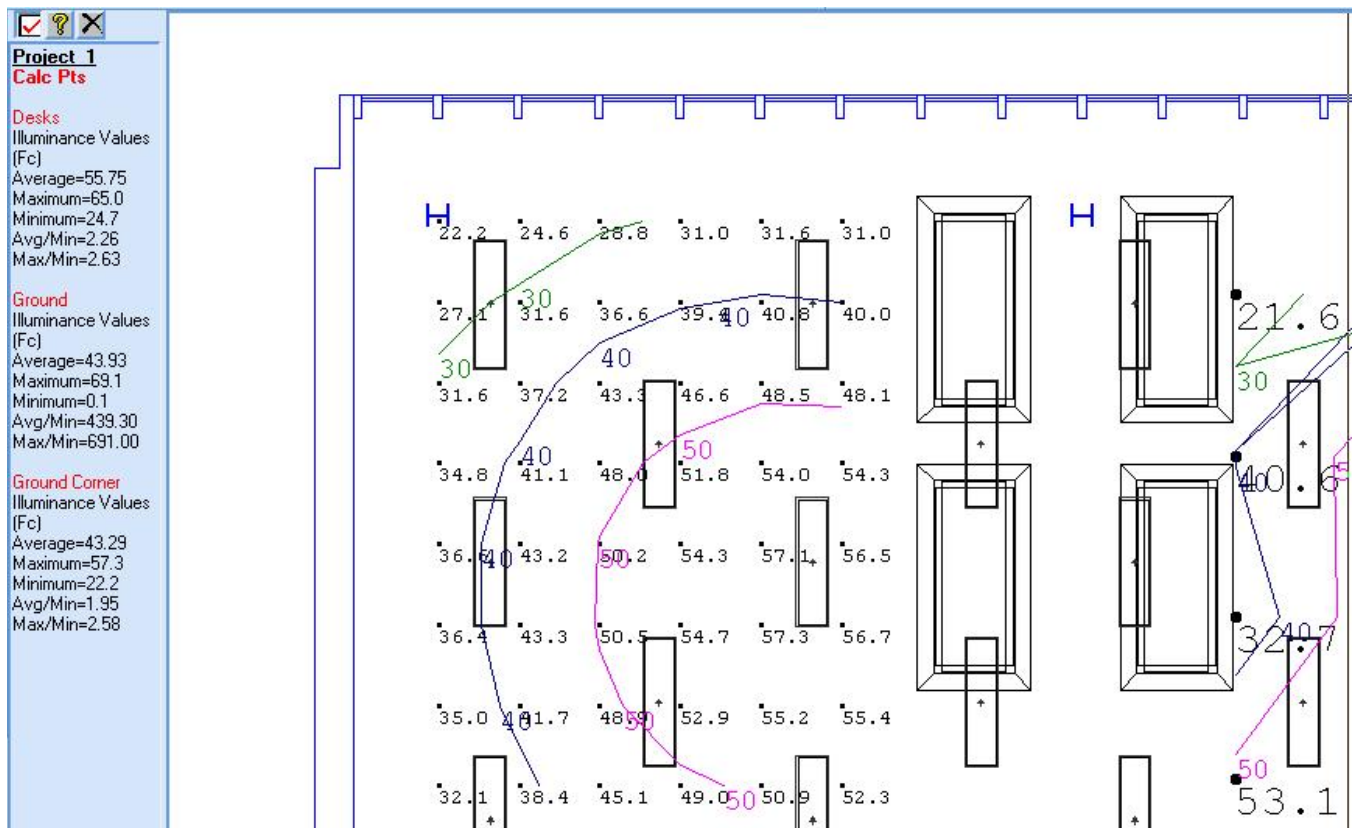 Project_1
Calc Pts
Desks
Illuminance Values
(Fc)
Average=55.75
Maximum=65.0
Minimum=24.7
Avg/Min=2.26
Max/Min=2.63
Ground
Illuminance Values
(Fc)
Average=43.93
Maximum=69.1
Minimum=0.1
Avg/Min=439.30
Max/Min=691.00
Ground Corner
Illuminance Values
(Fc)
Average=43.29
Maximum=57.3
Minimum=22.2
Avg/Min=1.95
Max/Min=2.58
22.2 24.6 28.8 31.0 31.6 31.0
30
27.1 31.6 36.6 39.4 40.8 40.0 21.6
40
40
30 30
31.6 37.2 43.3 46.6 48.5 48.1
50
40
34.8 41.1 48.0 51.8 54.0 54.3 40
36.6 40 43.2 50.2 54.3 57.1 56.5
50
36.4 43.3 50.5 54.7 57.3 56.7 40
35.0 40 41.7 48.9 50 52.9 55.2 55.4
50
32.1 38.4 45.1 49.0 50 50.9 52.3 53.1